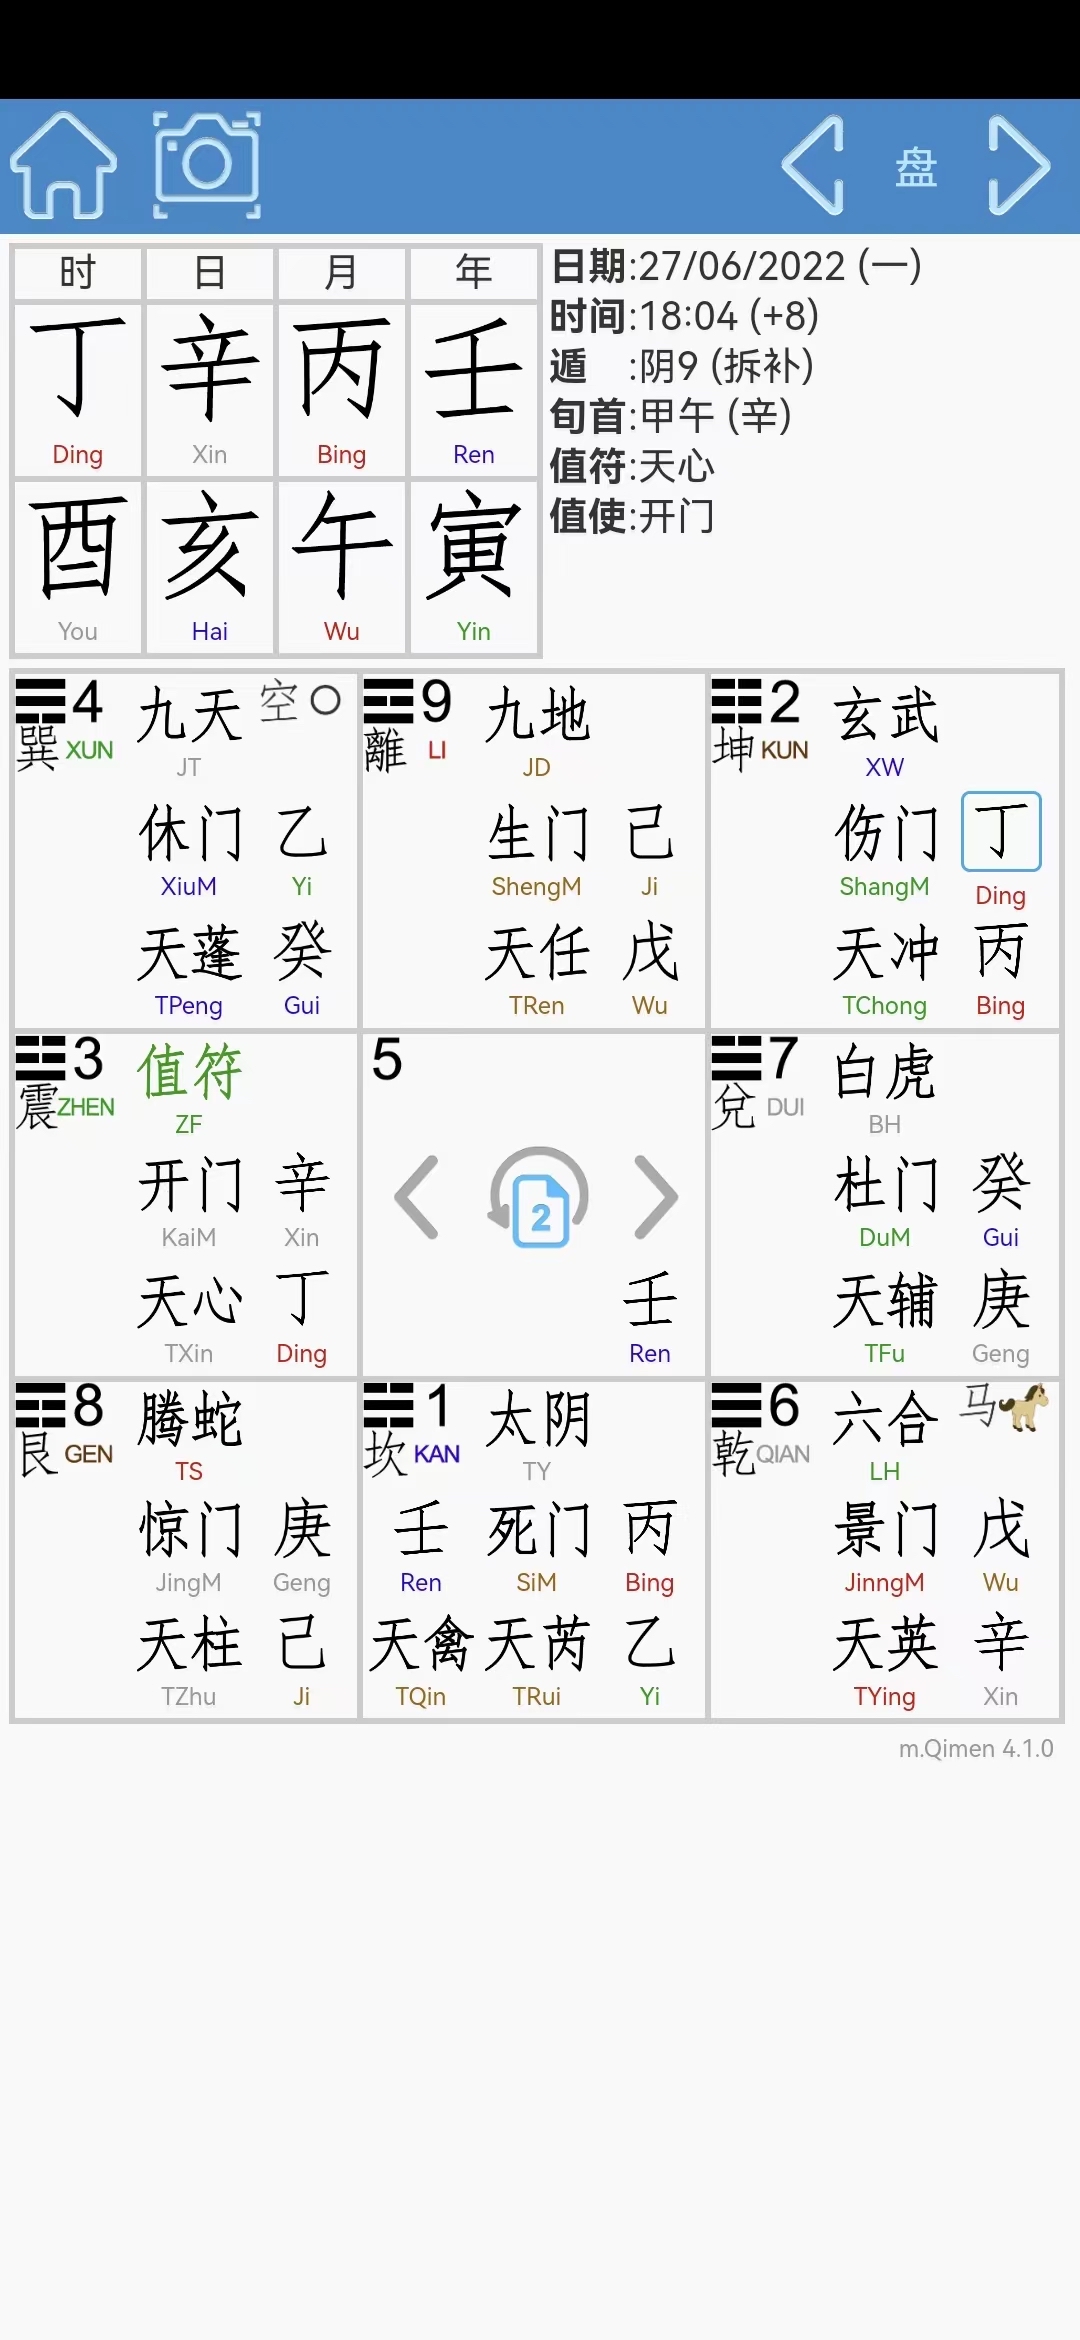 盘
时 日 月 年
丁 辛 丙 壬
Ding Xin Bing Ren
酉 亥 午 寅
You Hai Wu Yin
日期:27/06/2022 (一)
时间:18:04 (+8)
遁 :阴9 (拆补)
旬首:甲午 (辛)
值符:天心
值使:开门
4 九天 空
巽 XUN JT
休门 乙
XiuM Yi
天蓬 癸
TPeng Gui
9 九地
離 LI JD
生门 己
ShengM Ji
天任 戊
TRen Wu
2 玄武
坤 KUN XW
伤门 丁
ShangM Ding
天冲 丙
TChong Bing
3 值符
震 ZHEN ZF
开门 辛
KaiM Xin
天心 丁
TXin Ding
5
2
壬
Ren
7 白虎
兌 DUI BH
杜门 癸
DuM Gui
天辅 庚
TFu Geng
8 腾蛇
艮 GEN TS
惊门 庚
JingM Geng
天柱 己
TZhu Ji
1 太阴
坎 KAN TY
壬 死门 丙
Ren SiM Bing
天禽 天芮 乙
TQin TRui Yi
6 六合 马
乾 QIAN LH
景门 戊
JinngM Wu
天英 辛
TYing Xin
m.Qimen 4.1.0